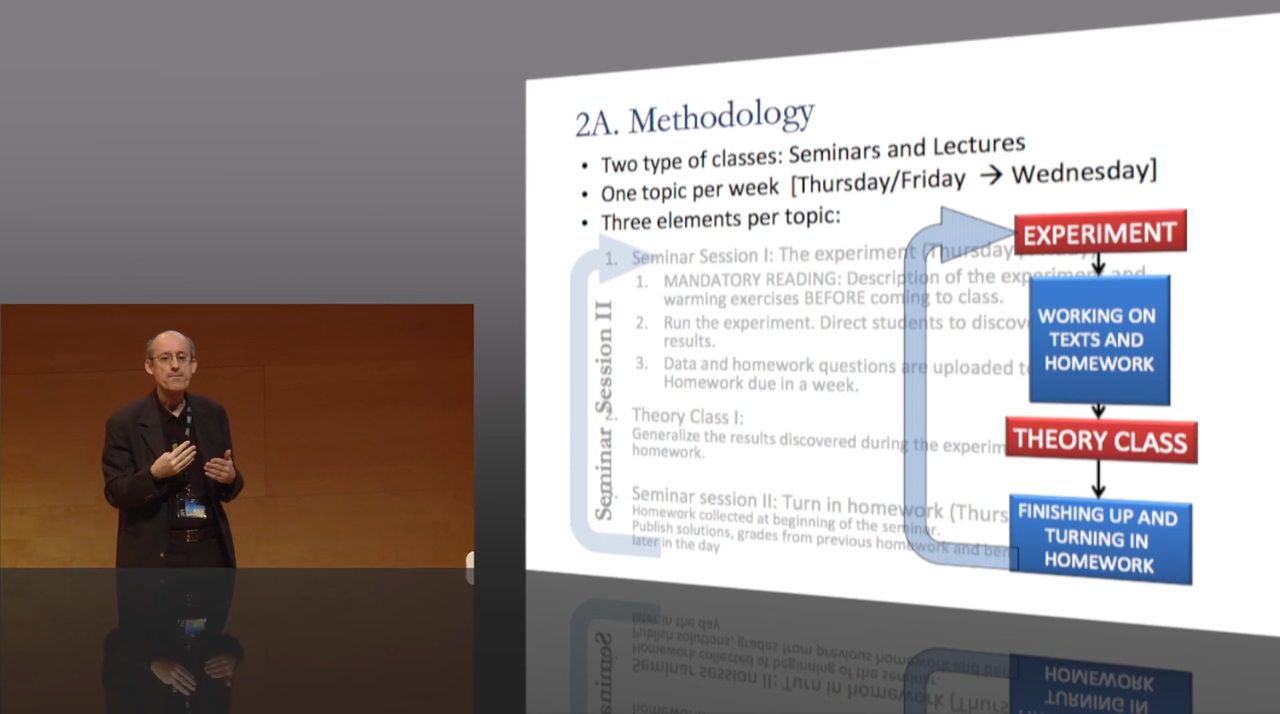 2A. Methodology
• Two type of classes: Seminars and Lectures
• One topic per week [Thursday/Friday → Wednesday]
• Three elements per topic:
1. Seminar Session I: The experiment (Thursday
1. MANDATORY READING: Description of the experiment and
warming exercises BEFORE coming to class.
2. Run the experiment. Direct students to discov
results.
3. Data and homework questions are uploaded t
Homework due in a week.
2. Theory Class I:
Generalize the results discovered during the experim
homework.
Seminar session II: Turn in homework (Thurs
Homework collected at beginning of the seminar.
Publish solutions, grades from previous homework and ben
later in the day
Seminar Session II
EXPERIMENT
WORKING ON
TEXTS AND
HOMEWORK
THEORY CLASS
FINISHING UP AND
TURNING IN
HOMEWORK